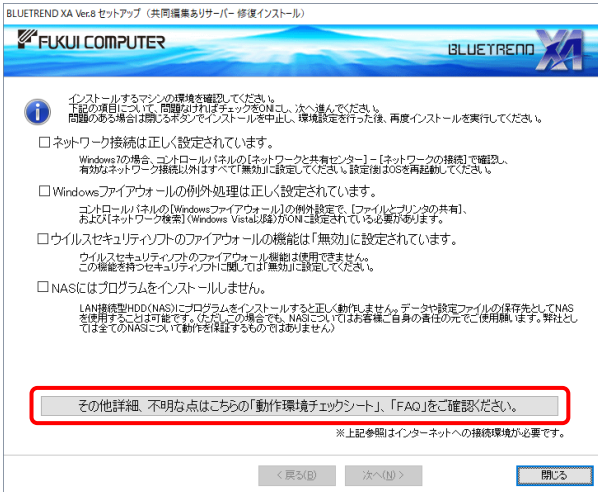 BLUETREND XA Ver.8 セットアップ（共同編集ありサーバー 修復インストール）
FUKUI COMPUTER
BLUETREND XA
インストールするマシンの環境を確認してください。
下記の項目について、問題なければチェックをONにし、次へ進んでください。
問題のある場合は閉じるボタンでインストールを中止し、環境設定を行った後、再度インストールを実行してください。
ネットワーク接続は正しく設定されています。
Windows7の場合、コントロールパネルの[ネットワークと共有センター]－[ネットワークの接続]で確認し、
有効なネットワーク接続以外はすべて「無効」に設定してください。設定後はOSを再起動してください。
Windowsファイアウォールの例外処理は正しく設定されています。
コントロールパネルの[Windowsファイアウォール]の例外設定で、[ファイルとプリンタの共有]、
および[ネットワーク検索](Windows Vista以降)がONに設定されている必要があります。
ウイルスセキュリティソフトのファイアウォールの機能は「無効」に設定されています。
ウイルスセキュリティソフトのファイアウォール機能は使用できません。
この機能を持つセキュリティソフトに関しては「無効」に設定してください。
NASにはプログラムをインストールしません。
LAN接続型HDD(NAS)にプログラムをインストールすると正しく動作しません。データや設定ファイルの保存先としてNAS
を使用することは可能です。(ただしこの場合でも、NASについてはお客様ご自身の責任の元でご使用願います。弊社とし
ては全てのNASについて動作を保証するものではありません)
その他詳細、不明な点はこちらの「動作環境チェックシート」、「FAQ」をご確認ください。
※上記参照はインターネットへの接続環境が必要です。
< 戻る(B)
次へ(N) >
閉じる